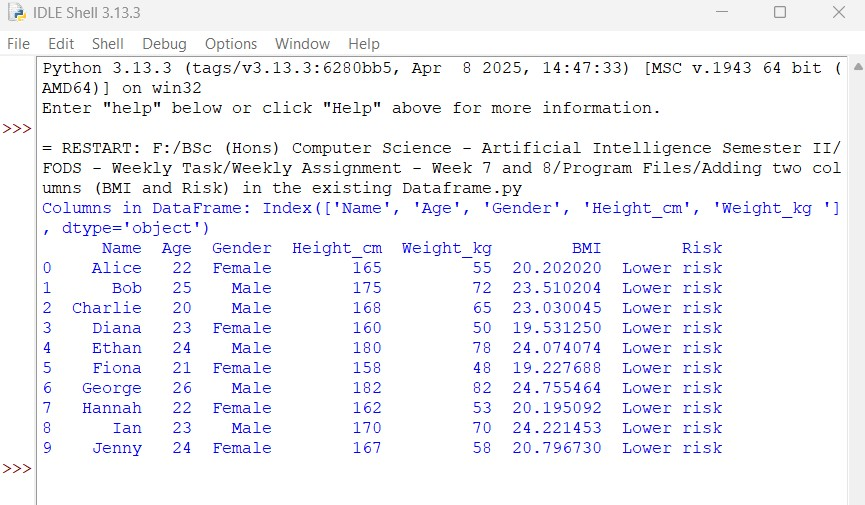 IDLE Shell 3.13.3
File Edit Shell Debug Options Window Help
Python 3.13.3 (tags/v3.13.3:6280bb5, Apr  8 2025, 14:47:33) [MSC v.1943 64 bit (
AMD64)] on win32
Enter "help" below or click "Help" above for more information.
>>>
= RESTART: F:/BSc (Hons) Computer Science - Artificial Intelligence Semester II/
FODS - Weekly Task/Weekly Assignment - Week 7 and 8/Program Files/Adding two col
umns (BMI and Risk) in the existing Dataframe.py
Columns in DataFrame: Index(['Name', 'Age', 'Gender', 'Height_cm', 'Weight_kg ']
, dtype='object')
      Name  Age  Gender  Height_cm  Weight_kg        BMI        Risk
0    Alice   22  Female        165         55  20.202020  Lower risk
1      Bob   25    Male        175         72  23.510204  Lower risk
2  Charlie   20    Male        168         65  23.030045  Lower risk
3    Diana   23  Female        160         50  19.531250  Lower risk
4    Ethan   24    Male        180         78  24.074074  Lower risk
5    Fiona   21  Female        158         48  19.227688  Lower risk
6   George   26    Male        182         82  24.755464  Lower risk
7   Hannah   22  Female        162         53  20.195092  Lower risk
8      Ian   23    Male        170         70  24.221453  Lower risk
9    Jenny   24  Female        167         58  20.796730  Lower risk
>>>